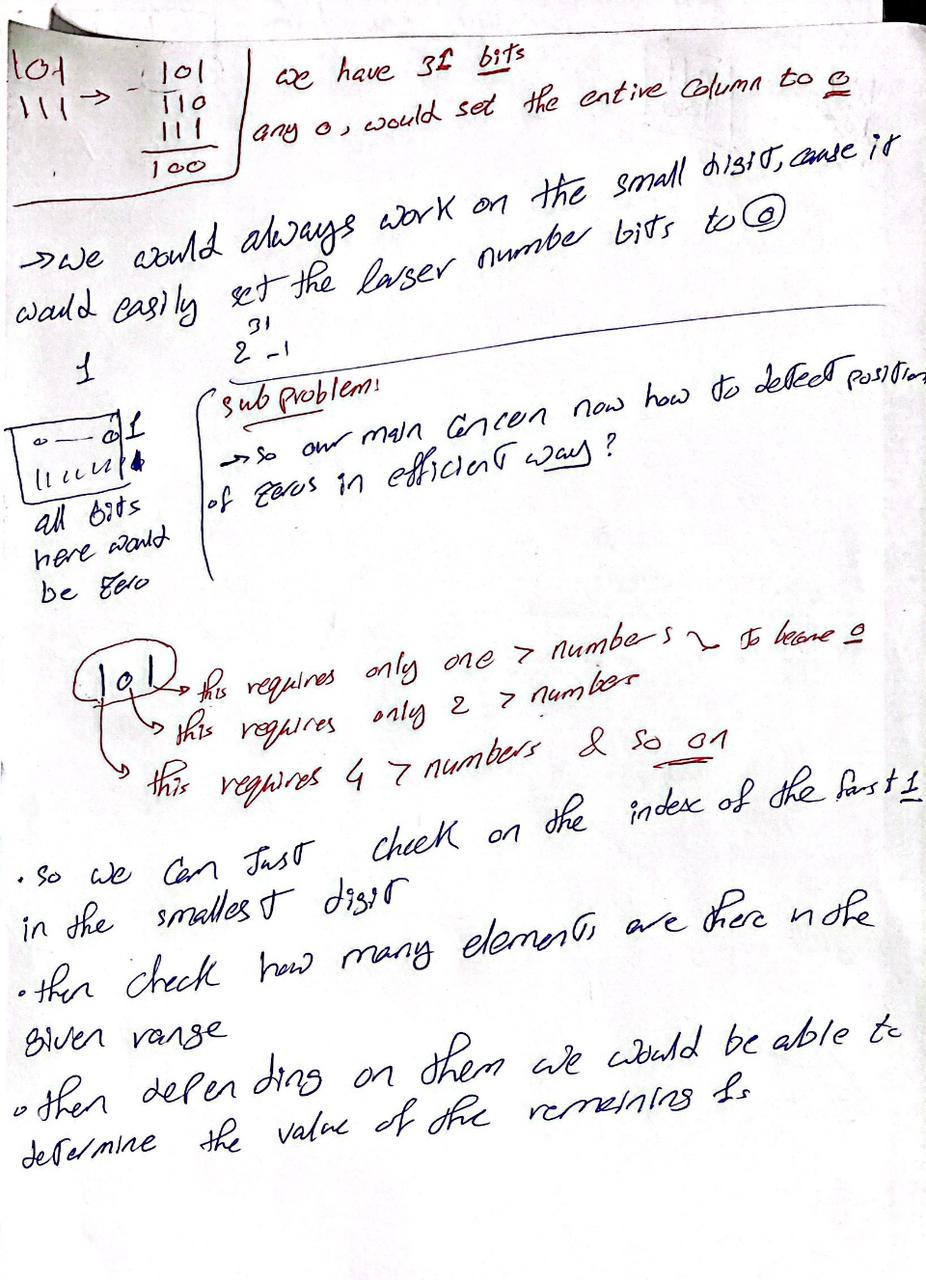 101
111 → - 101
110
111
100
we have 31 bits
any 0, would set the entire column to 0
→ we would always work on the small digit, cause it
would easily set the larger number bits to 0
2^31 -1
1
0 — 01
all bits
here would
be zero
sub problem:
→ so our main concern now how to detect position
of zeros in efficient way?
101
→ this requires only one > numbers to become 0
→ this requires only 2 > numbers
→ this requires 4 > numbers & so on
• so we can just check on the index of the first 1
in the smallest digit
• then check how many elements are there in the
given range
• then depending on them we would be able to
determine the value of the remaining 1s